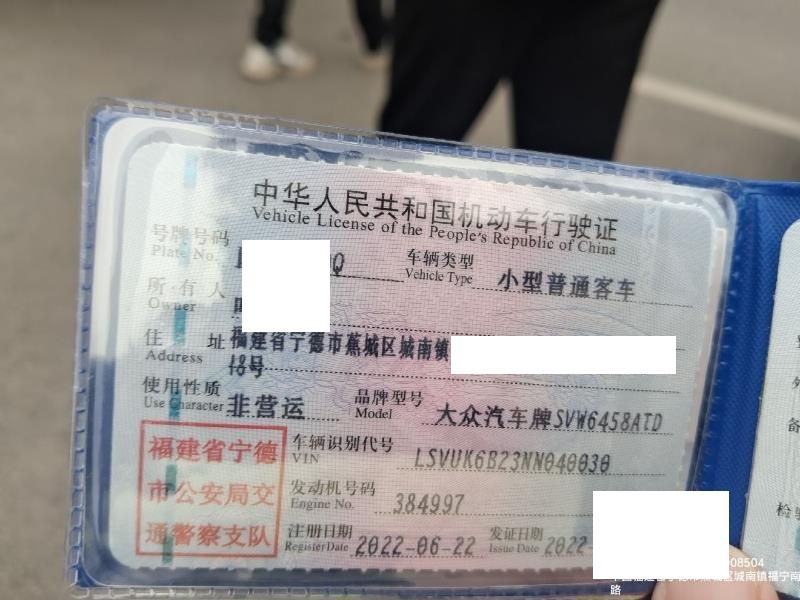 中华人民共和国机动车行驶证
Vehicle License of the People's Republic of China
号牌号码 Q 车辆类型 小型普通客车
Plate No. Vehicle Type
所有人
Owner
住址 福建省宁德市蕉城区城南镇
Address 18号
使用性质 非营运 品牌型号 大众汽车牌SVW6458ATD
Use Character Model
福建省宁德 车辆识别代号 LSVUK6B23NN040030
VIN
市公安局交 发动机号码 384997
Engine No.
通警察支队 注册日期 2022-06-22 发证日期 2022-
Register Date Issue Date
08504
城南镇福宁南
路
检